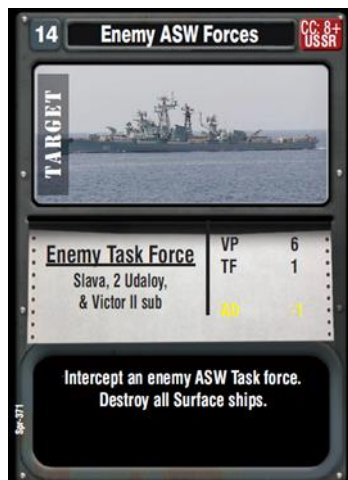 14
Enemy ASW Forces
CC: 8+
USSR
TARGET
Enemy Task Force
Slava, 2 Udaloy,
& Victor II sub
VP 6
TF 1
-1
Intercept an enemy ASW Task force.
Destroy all Surface ships.
Spr-371